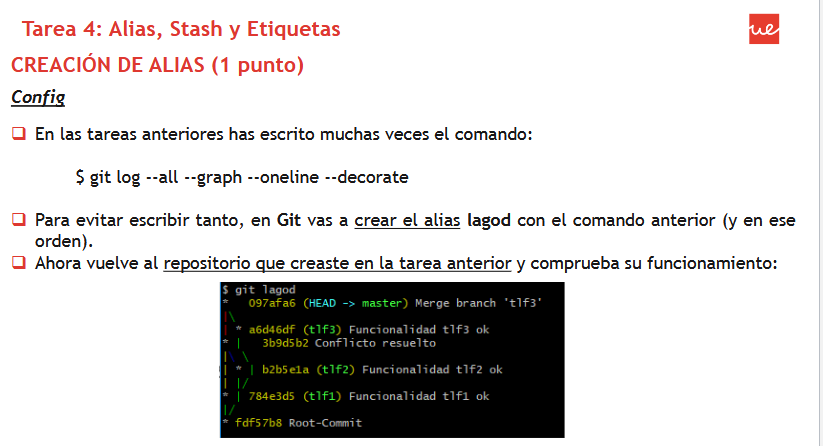 Tarea 4: Alias, Stash y Etiquetas
ue
CREACIÓN DE ALIAS (1 punto)
Config
❑ En las tareas anteriores has escrito muchas veces el comando:
$ git log --all --graph --oneline --decorate
❑ Para evitar escribir tanto, en Git vas a crear el alias lagod con el comando anterior (y en ese
orden).
❑ Ahora vuelve al repositorio que creaste en la tarea anterior y comprueba su funcionamiento:
$ git lagod
*   097afa6 (HEAD -> master) Merge branch 'tlf3'
|\
| * a6d46df (tlf3) Funcionalidad tlf3 ok
* |   3b9d5b2 Conflicto resuelto
|\ \
| * | b2b5e1a (tlf2) Funcionalidad tlf2 ok
| |/
* | 784e3d5 (tlf1) Funcionalidad tlf1 ok
|/
* fdf57b8 Root-Commit